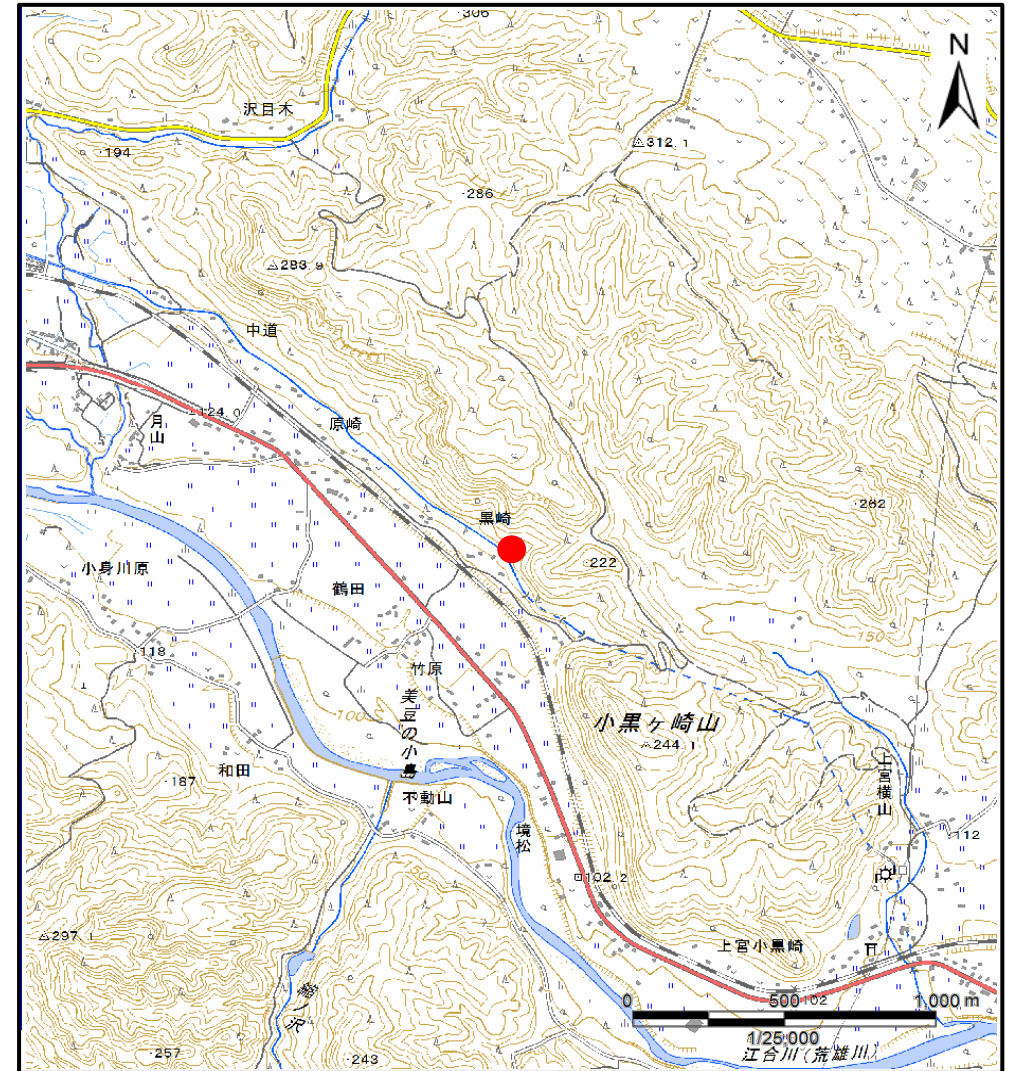 306
N
沢目木
312.1
194
250
286
283.9
中道
124.0
原崎
月山
262
黒崎
222
小身川原
鶴田
150
118
竹原
美豆の小島
100
小黒ヶ崎山
244.1
和田
187
不動山
上宮横山
境松
112
102.2
297.1
上宮小黒崎
0 500 1,000 m
102
1/25,000
江合川(荒雄川)
257
243